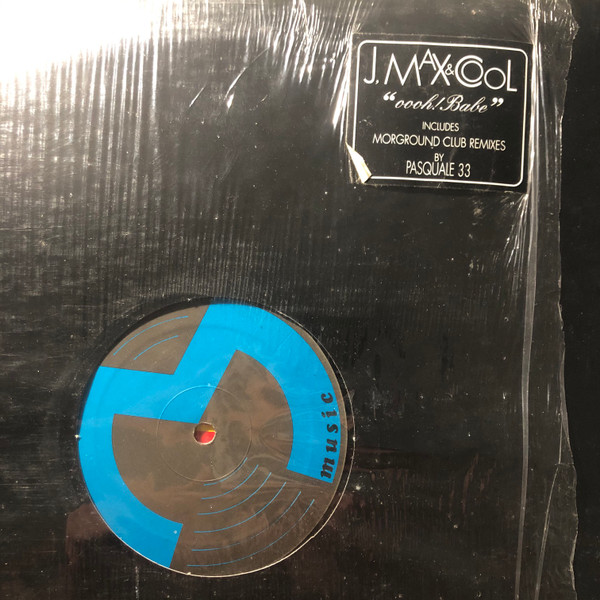 J. MAX & COOL
“oooh! Babe”
INCLUDES
MORGROUND CLUB REMIXES
BY
PASQUALE 33
music